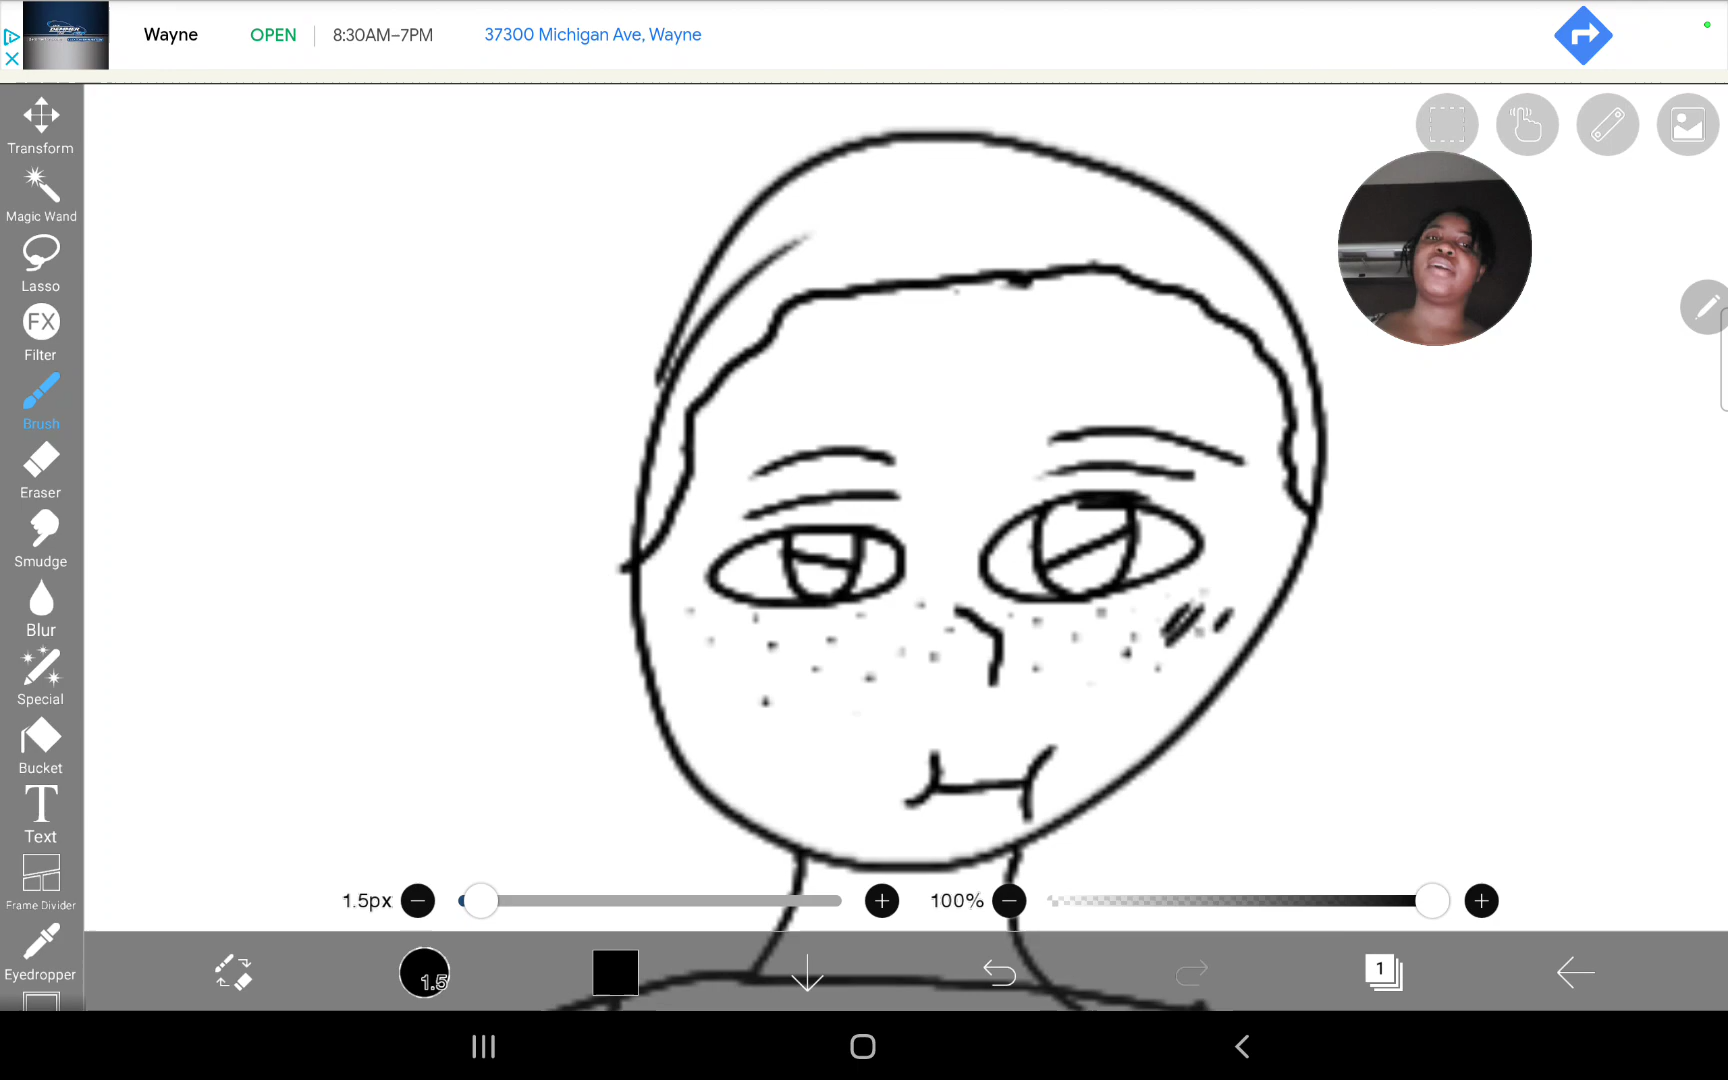 Wayne OPEN 8:30AM–7PM 37300 Michigan Ave, Wayne
Transform
Magic Wand
Lasso
FX
Filter
Brush
Eraser
Smudge
Blur
Special
Bucket
T
Text
Frame Divider
Eyedropper
1.5px 100%
1.5
1